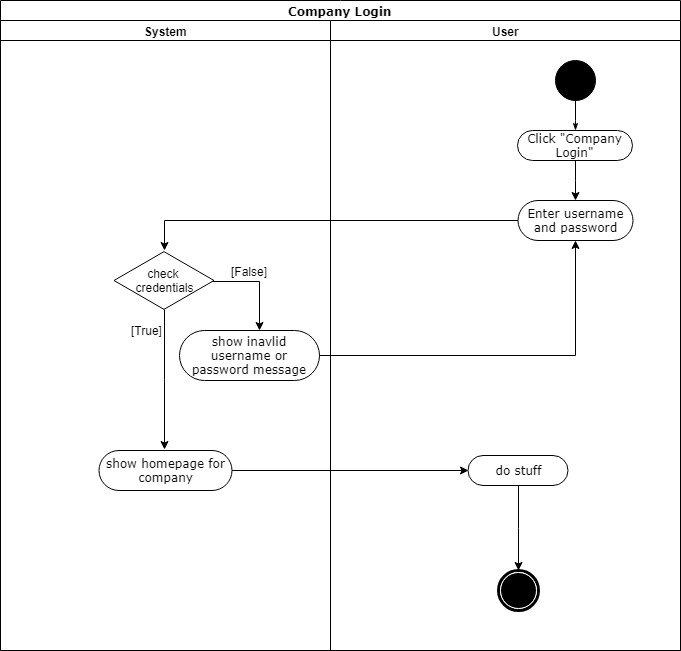 Company Login
System
User
Click "Company
Login"
Enter username
and password
check
credentials
[False]
[True]
show inavlid
username or
password message
show homepage for
company
do stuff